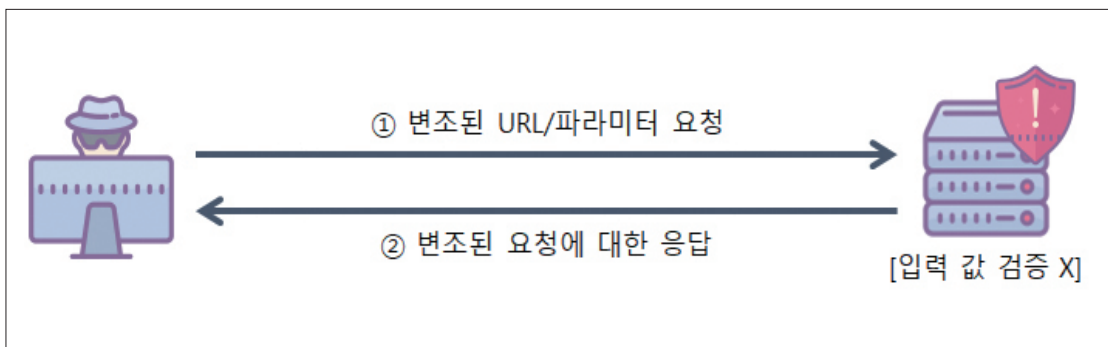 ① 변조된 URL/파라미터 요청
② 변조된 요청에 대한 응답
[입력 값 검증 X]